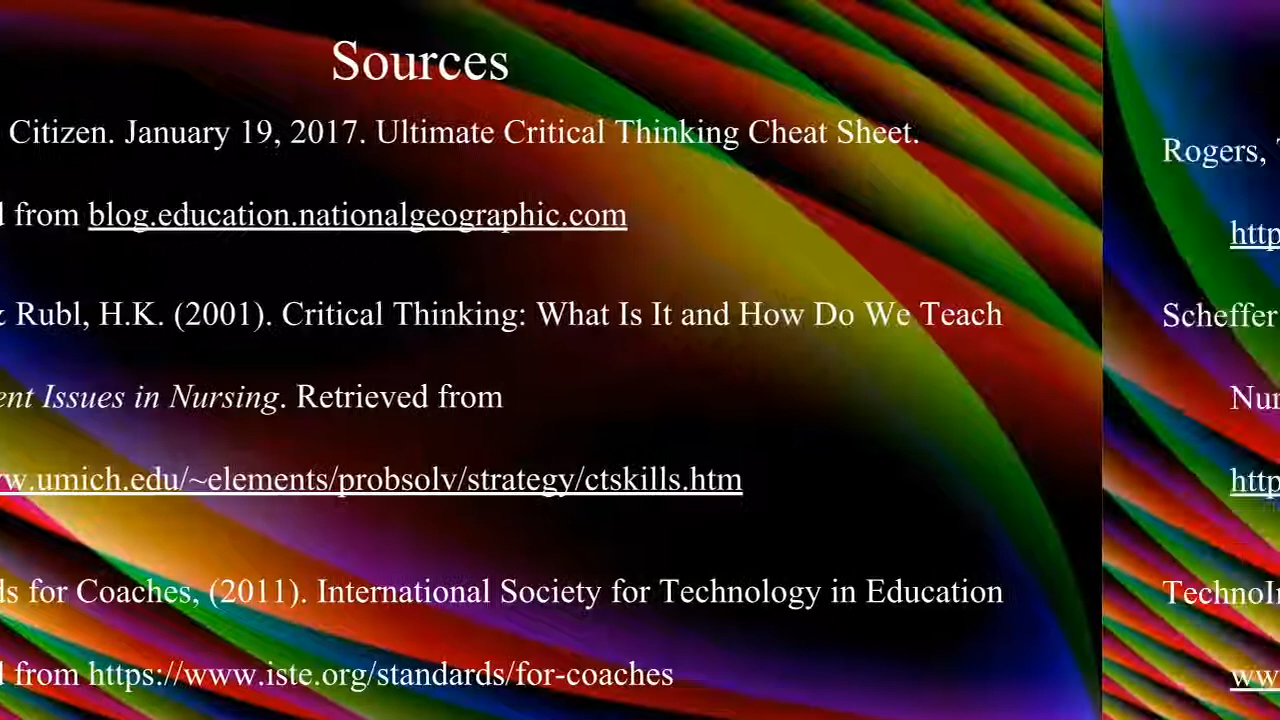 Sources
Citizen. January 19, 2017. Ultimate Critical Thinking Cheat Sheet.
from blog.education.nationalgeographic.com
Rubl, H.K. (2001). Critical Thinking: What Is It and How Do We Teach
Issues in Nursing. Retrieved from
.umich.edu/~elements/probsolv/strategy/ctskills.htm
for Coaches, (2011). International Society for Technology in Education
from https://www.iste.org/standards/for-coaches
Rogers,
http
Scheffer
Nur
http